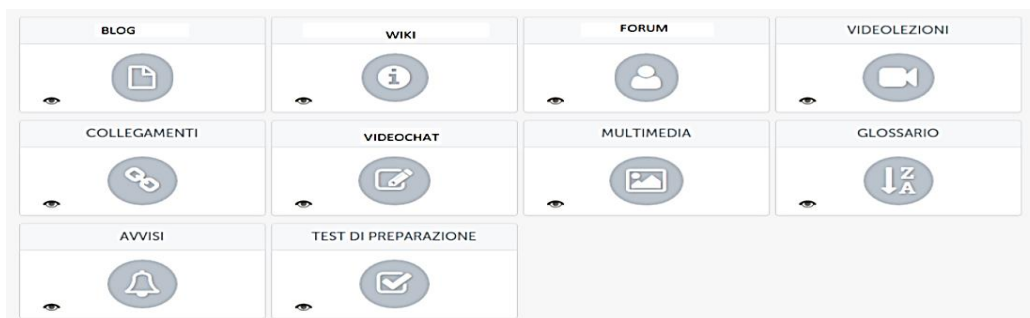 BLOG
WIKI
FORUM
VIDEOLEZIONI
COLLEGAMENTI
VIDEOCHAT
MULTIMEDIA
GLOSSARIO
AVVISI
TEST DI PREPARAZIONE